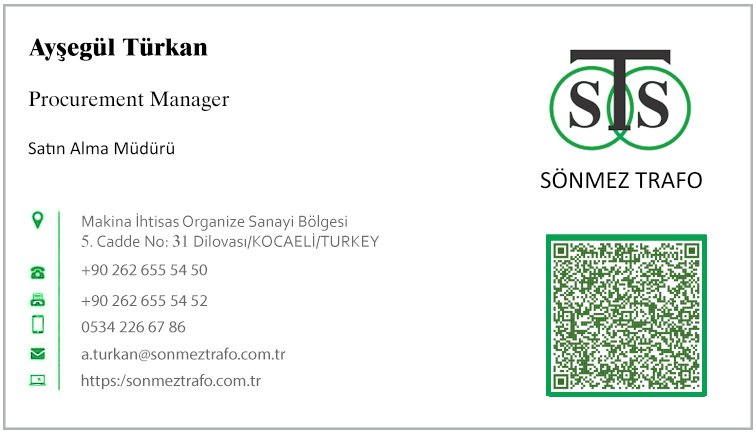 Ayşegül Türkan
Procurement Manager
Satın Alma Müdürü
STS
SÖNMEZ TRAFO
Makina İhtisas Organize Sanayi Bölgesi
5. Cadde No: 31 Dilovası/KOCAELİ/TURKEY
+90 262 655 54 50
+90 262 655 54 52
0534 226 67 86
a.turkan@sonmeztrafo.com.tr
https:/sonmeztrafo.com.tr